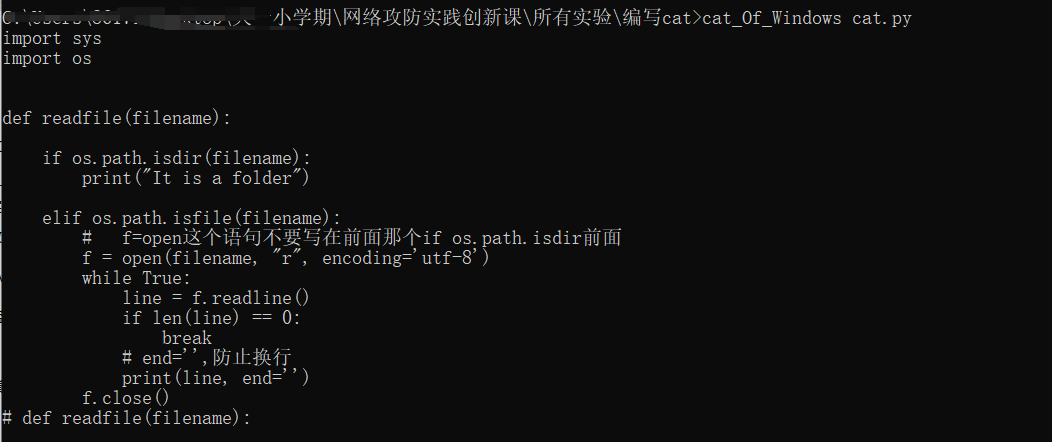 C:\Users\ 小学期\网络攻防实践创新课\所有实验\编写cat>cat_Of_Windows cat.py
import sys
import os
def readfile(filename):
    if os.path.isdir(filename):
        print("It is a folder")
    elif os.path.isfile(filename):
        #   f=open这个语句不要写在前面那个if os.path.isdir前面
        f = open(filename, "r", encoding='utf-8')
        while True:
            line = f.readline()
            if len(line) == 0:
                break
            # end='',防止换行
            print(line, end='')
        f.close()
# def readfile(filename):